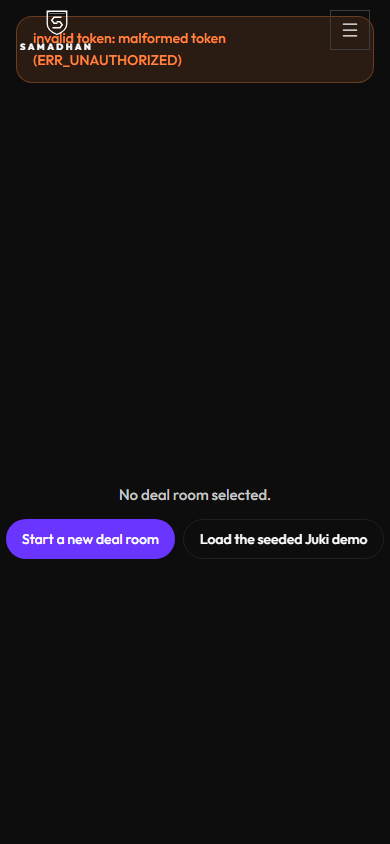 SAMADHAN
invalid token: malformed token
(ERR_UNAUTHORIZED)
No deal room selected.
Start a new deal room
Load the seeded Juki demo